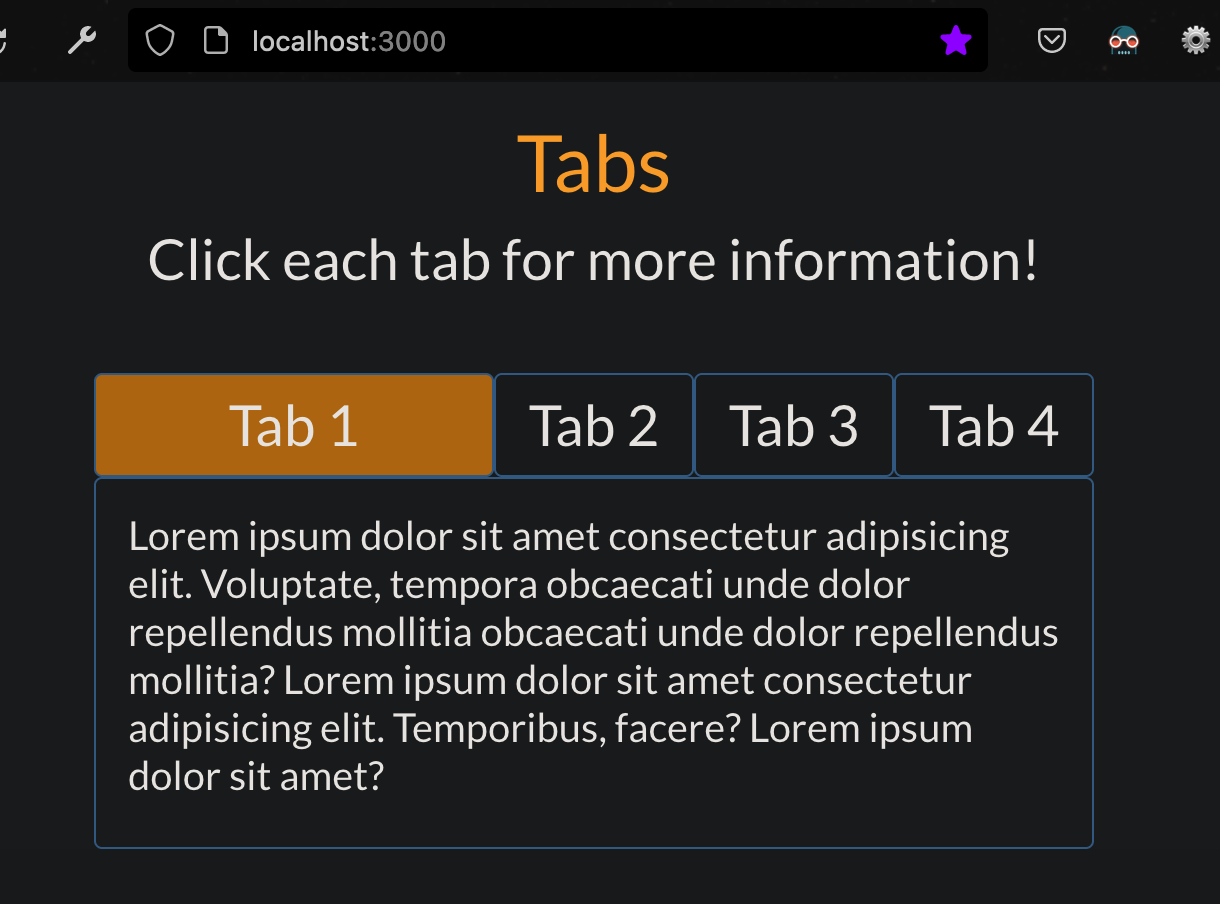 localhost:3000
Tabs
Click each tab for more information!
Tab 1 Tab 2 Tab 3 Tab 4
Lorem ipsum dolor sit amet consectetur adipisicing
elit. Voluptate, tempora obcaecati unde dolor
repellendus mollitia obcaecati unde dolor repellendus
mollitia? Lorem ipsum dolor sit amet consectetur
adipisicing elit. Temporibus, facere? Lorem ipsum
dolor sit amet?